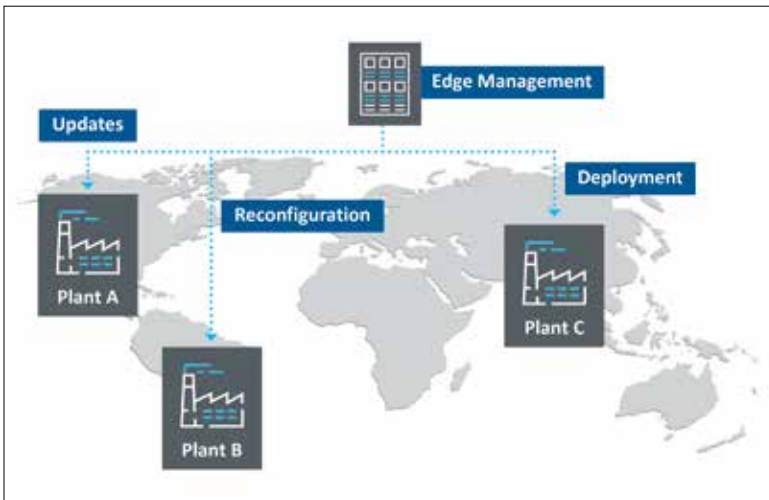 Edge Management
Updates
Deployment
Reconfiguration
Plant A
Plant C
Plant B